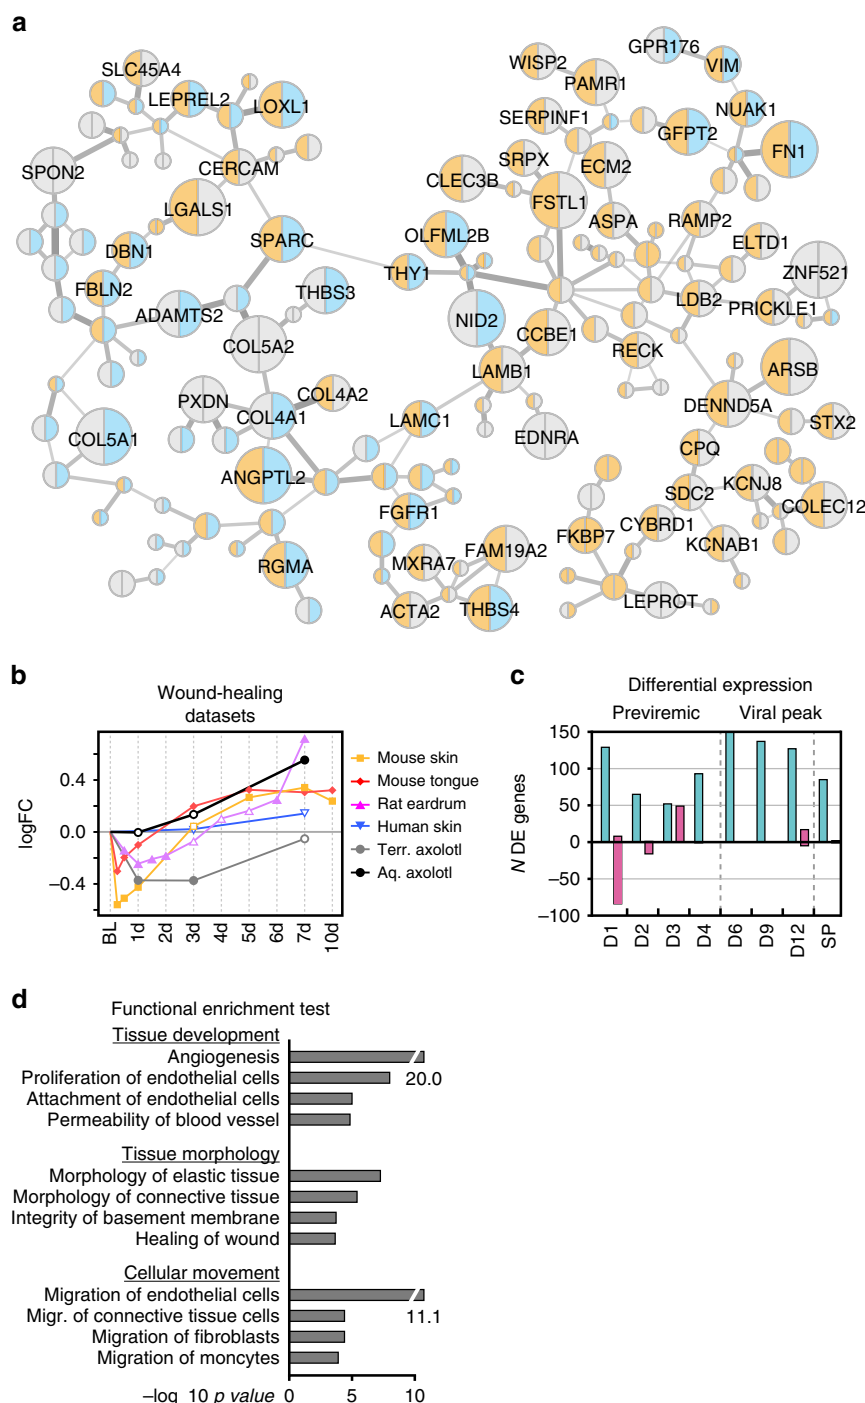 a
GPR176
WISP2
VIM
SLC45A4
PAMR1
LEPREL2
LOXL1
NUAK1
SERPINF1
GFPT2
FN1
SRPX
ECM2
CERCAM
SPON2
CLEC3B
LGALS1
FSTL1
ASPA
RAMP2
OLFML2B
ELTD1
SPARC
DBN1
THY1
ZNF521
FBLN2
THBS3
LDB2
PRICKLE1
ADAMTS2
NID2
CCBE1
COL5A2
RECK
LAMB1
ARSB
COL4A2
PXDN
DENND5A
COL4A1
LAMC1
STX2
COL5A1
EDNRA
CPQ
ANGPTL2
KCNJ8
SDC2
COLEC12
FGFR1
CYBRD1
FKBP7
KCNAB1
FAM19A2
MXRA7
RGMA
LEPROT
ACTA2
THBS4
b
Wound-healing
datasets
logFC
0.4
0.0
–0.4
BL
1d
2d
3d
4d
5d
6d
7d
10d
Mouse skin
Mouse tongue
Rat eardrum
Human skin
Terr. axolotl
Aq. axolotl
c
Differential expression
Previremic
Viral peak
N DE genes
150
100
50
0
–50
–100
D1
D2
D3
D4
D6
D9
D12
SP
d
Functional enrichment test
Tissue development
Angiogenesis
Proliferation of endothelial cells
20.0
Attachment of endothelial cells
Permeability of blood vessel
Tissue morphology
Morphology of elastic tissue
Morphology of connective tissue
Integrity of basement membrane
Healing of wound
Cellular movement
Migration of endothelial cells
Migr. of connective tissue cells
11.1
Migration of fibroblasts
Migration of moncytes
–log 10 p value
0
5
10